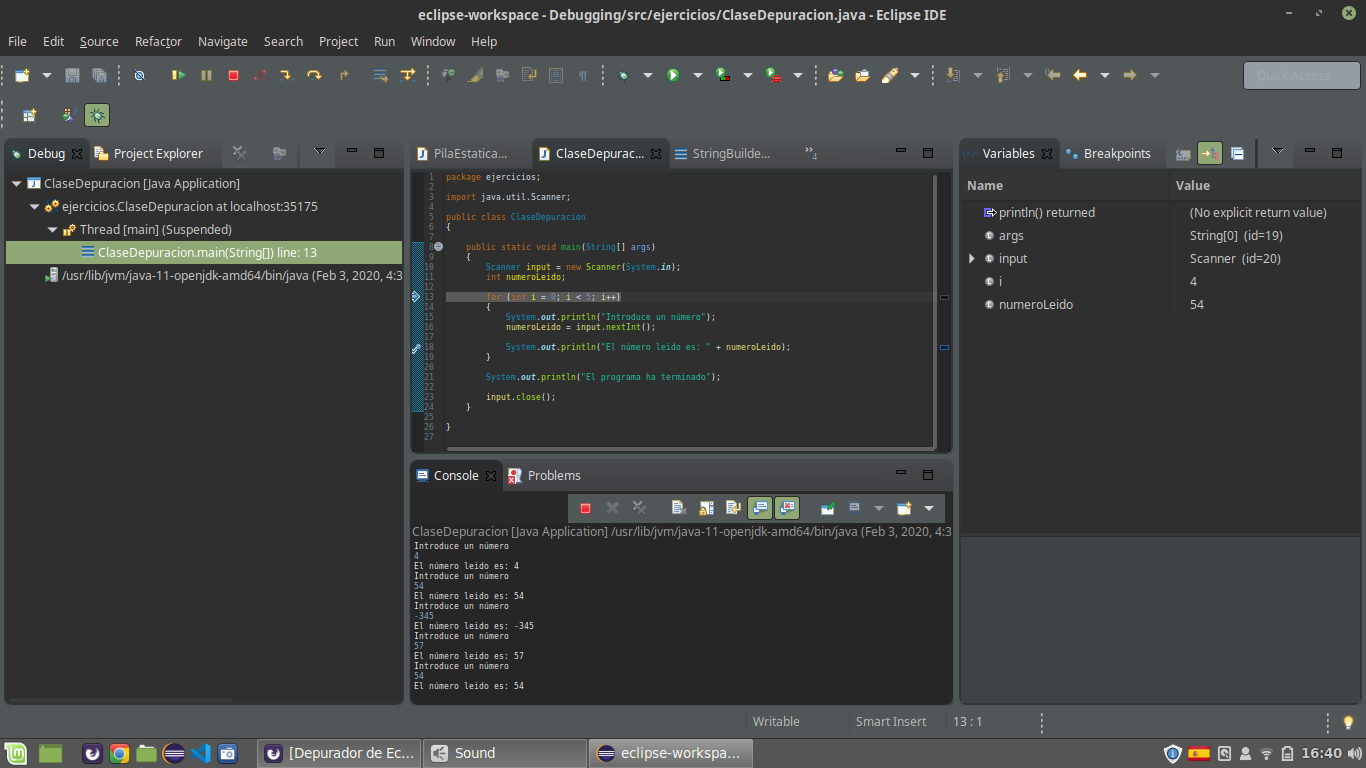 eclipse-workspace - Debugging/src/ejercicios/ClaseDepuracion.java - Eclipse IDE
File Edit Source Refactor Navigate Search Project Run Window Help
Quick Access
Debug Project Explorer
ClaseDepuracion [Java Application]
ejercicios.ClaseDepuracion at localhost:35175
Thread [main] (Suspended)
ClaseDepuracion.main(String[]) line: 13
/usr/lib/jvm/java-11-openjdk-amd64/bin/java (Feb 3, 2020, 4:3
PilaEstatica... ClaseDepurac... StringBuilde... »4
1 package ejercicios;
2
3 import java.util.Scanner;
4
5 public class ClaseDepuracion
6 {
7
8 public static void main(String[] args)
9 {
10 Scanner input = new Scanner(System.in);
11 int numeroLeido;
12
13 for (int i = 0; i < 5; i++)
14 {
15 System.out.println("Introduce un número");
16 numeroLeido = input.nextInt();
17
18 System.out.println("El número leido es: " + numeroLeido);
19 }
20
21 System.out.println("El programa ha terminado");
22
23 input.close();
24 }
25
26 }
27
Console Problems
ClaseDepuracion [Java Application] /usr/lib/jvm/java-11-openjdk-amd64/bin/java (Feb 3, 2020, 4:3
Introduce un número
4
El número leido es: 4
Introduce un número
54
El número leido es: 54
Introduce un número
-345
El número leido es: -345
Introduce un número
57
El número leido es: 57
Introduce un número
54
El número leido es: 54
Variables Breakpoints
Name Value
println() returned (No explicit return value)
args String[0] (id=19)
input Scanner (id=20)
i 4
numeroLeido 54
Writable Smart Insert 13 : 1
[Depurador de Ec... Sound eclipse-workspa... 16:40